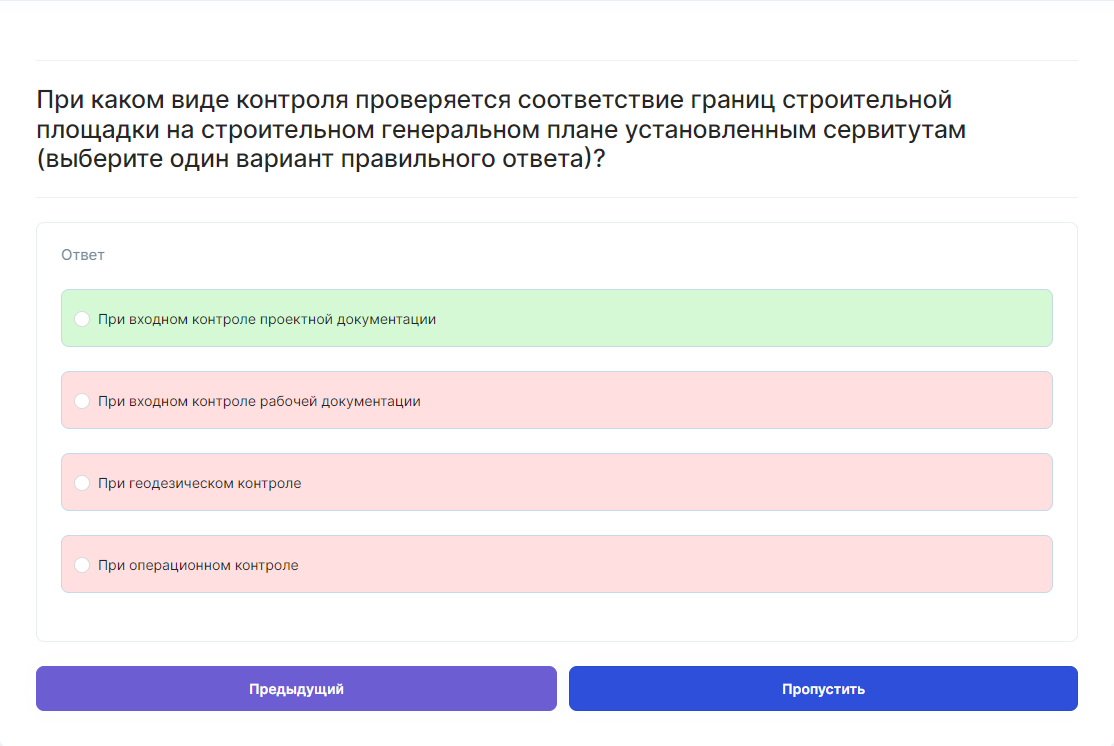 При каком виде контроля проверяется соответствие границ строительной
площадки на строительном генеральном плане установленным сервитутам
(выберите один вариант правильного ответа)?
Ответ
При входном контроле проектной документации
При входном контроле рабочей документации
При геодезическом контроле
При операционном контроле
Предыдущий
Пропустить